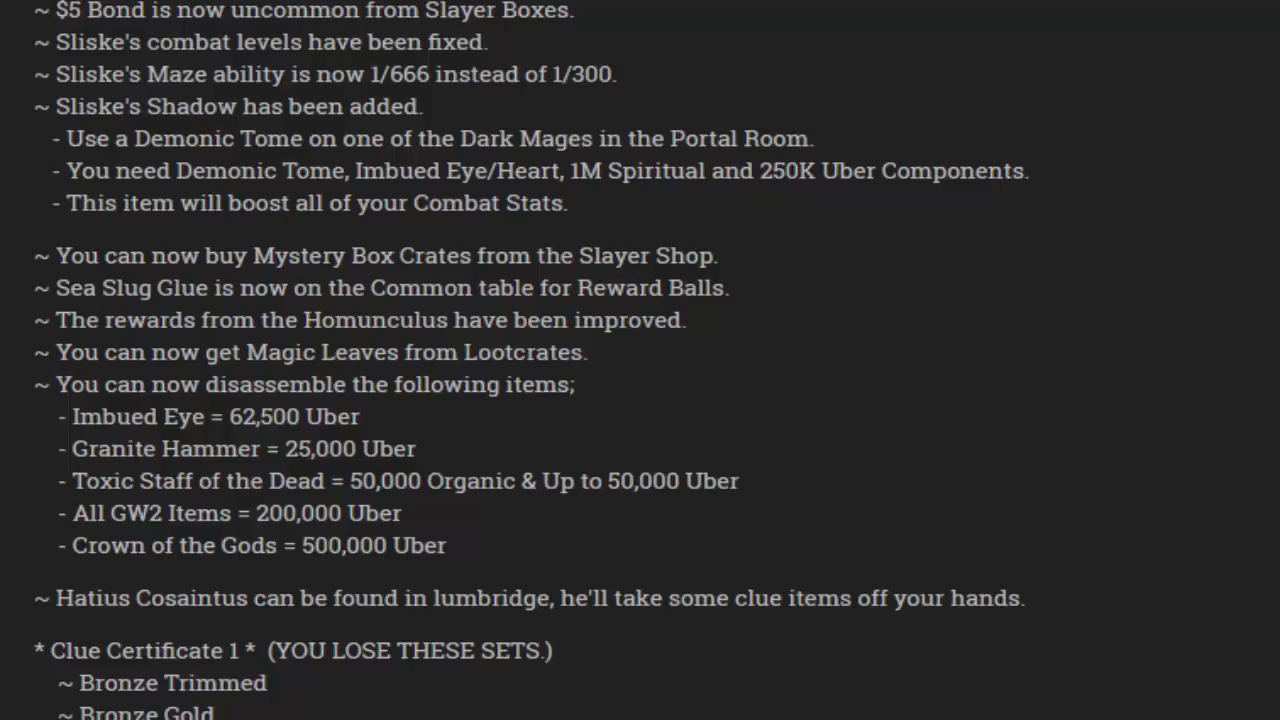 ~ $5 Bond is now uncommon from Slayer Boxes.
~ Sliske's combat levels have been fixed.
~ Sliske's Maze ability is now 1/666 instead of 1/300.
~ Sliske's Shadow has been added.
- Use a Demonic Tome on one of the Dark Mages in the Portal Room.
- You need Demonic Tome, Imbued Eye/Heart, 1M Spiritual and 250K Uber Components.
- This item will boost all of your Combat Stats.
~ You can now buy Mystery Box Crates from the Slayer Shop.
~ Sea Slug Glue is now on the Common table for Reward Balls.
~ The rewards from the Homunculus have been improved.
~ You can now get Magic Leaves from Lootcrates.
~ You can now disassemble the following items;
- Imbued Eye = 62,500 Uber
- Granite Hammer = 25,000 Uber
- Toxic Staff of the Dead = 50,000 Organic & Up to 50,000 Uber
- All GW2 Items = 200,000 Uber
- Crown of the Gods = 500,000 Uber
~ Hatius Cosaintus can be found in lumbridge, he'll take some clue items off your hands.
* Clue Certificate 1 *  (YOU LOSE THESE SETS.)
~ Bronze Trimmed
~ Bronze Gold